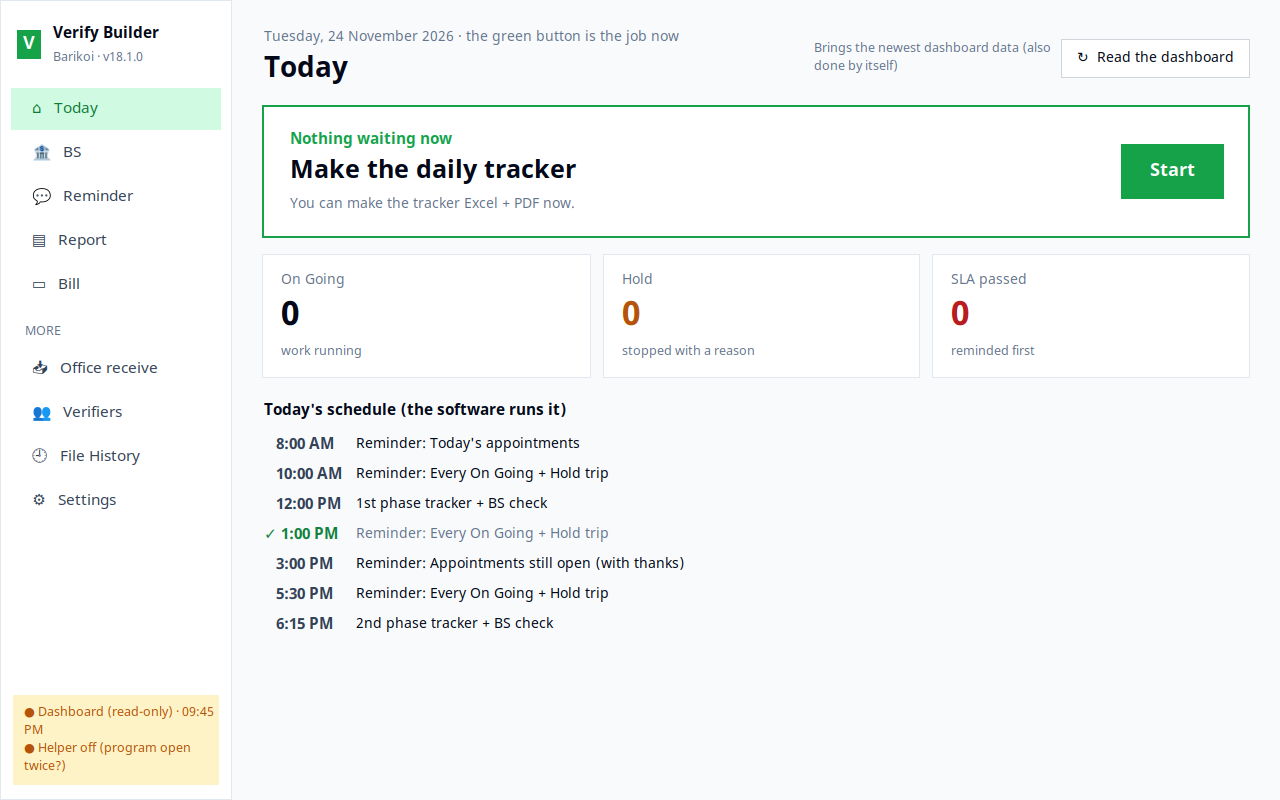 V
Verify Builder
Barikoi · v18.1.0
Today
BS
Reminder
Report
Bill
MORE
Office receive
Verifiers
File History
Settings
● Dashboard (read-only) · 09:45
PM
● Helper off (program open
twice?)
Tuesday, 24 November 2026 · the green button is the job now
Today
Brings the newest dashboard data (also
done by itself)
↻ Read the dashboard
Nothing waiting now
Make the daily tracker
You can make the tracker Excel + PDF now.
Start
On Going
0
work running
Hold
0
stopped with a reason
SLA passed
0
reminded first
Today's schedule (the software runs it)
8:00 AM Reminder: Today's appointments
10:00 AM Reminder: Every On Going + Hold trip
12:00 PM 1st phase tracker + BS check
✓ 1:00 PM Reminder: Every On Going + Hold trip
3:00 PM Reminder: Appointments still open (with thanks)
5:30 PM Reminder: Every On Going + Hold trip
6:15 PM 2nd phase tracker + BS check